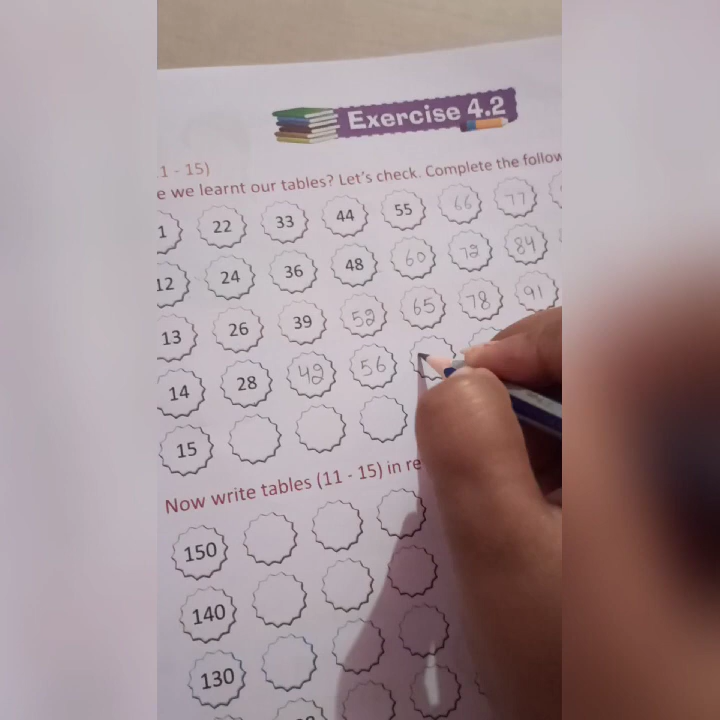 Exercise 4.2
1 - 15)
e we learnt our tables? Let's check. Complete the follow
1 22 33 44 55 66 77
12 24 36 48 60 72 84
13 26 39 52 65 78 91
14 28 42 56
15
Now write tables (11 - 15) in re
150
140
130